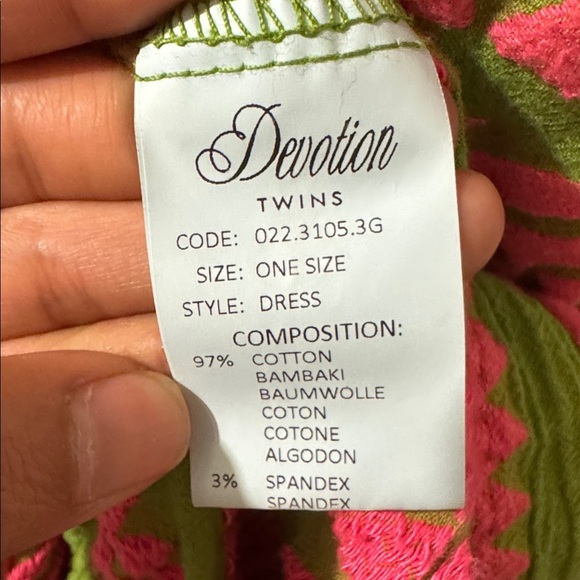 Devotion
TWINS
CODE: 022.3105.3G
SIZE: ONE SIZE
STYLE: DRESS
COMPOSITION:
97% COTTON
BAMBAKI
BAUMWOLLE
COTON
COTONE
ALGODON
3% SPANDEX
SPANDEX